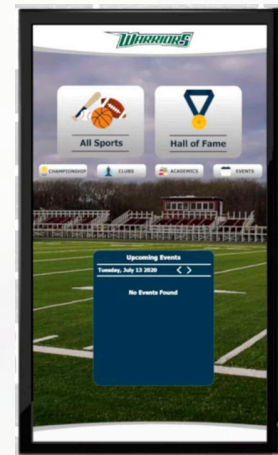 WARRIORS
All Sports
Hall of Fame
CHAMPIONSHIP
CLUBS
ACADEMICS
EVENTS
Upcoming Events
Tuesday, July 13 2020
No Events Found